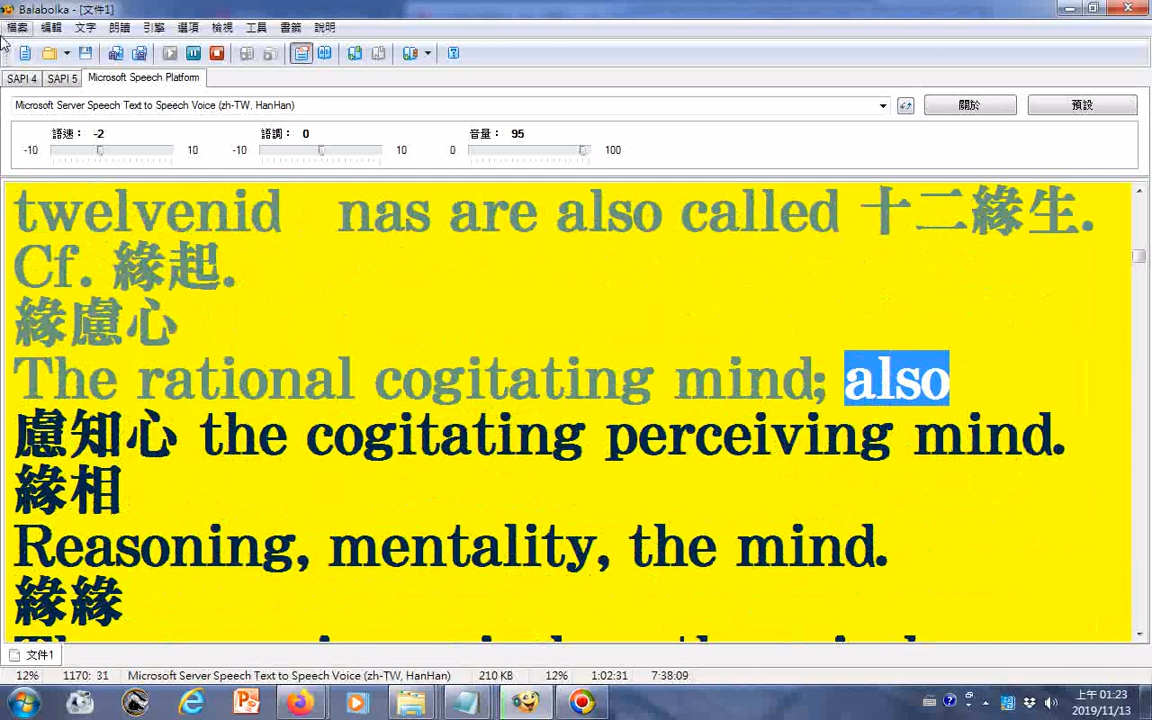 Balabolka - [文件1]
檔案 編輯 文字 朗讀 引擎 選項 檢視 工具 書籤 說明
SAPI 4 SAPI 5 Microsoft Speech Platform
Microsoft Server Speech Text to Speech Voice (zh-TW, HanHan) 關於 預設
語速： -2 語調： 0 音量： 95
-10 10 -10 10 0 100
twelvenid nas are also called 十二緣生.
Cf. 緣起.
緣慮心
The rational cogitating mind; also
慮知心 the cogitating perceiving mind.
緣相
Reasoning, mentality, the mind.
緣緣
文件1
12% 1170: 31 Microsoft Server Speech Text to Speech Voice (zh-TW, HanHan) 210 KB 12% 1:02:31 7:38:09
上午 01:23
2019/11/13